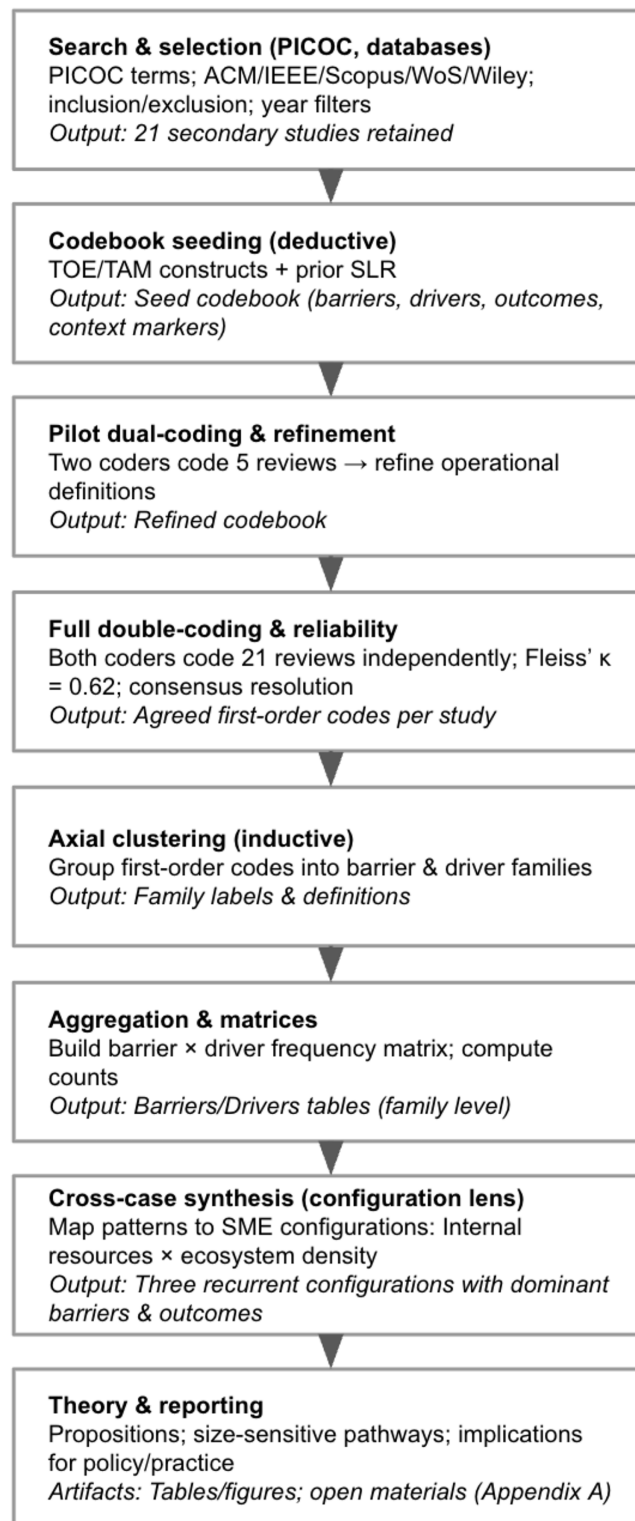 Search & selection (PICOC, databases)
PICOC terms; ACM/IEEE/Scopus/WoS/Wiley;
inclusion/exclusion; year filters
Output: 21 secondary studies retained
Codebook seeding (deductive)
TOE/TAM constructs + prior SLR
Output: Seed codebook (barriers, drivers, outcomes,
context markers)
Pilot dual-coding & refinement
Two coders code 5 reviews → refine operational
definitions
Output: Refined codebook
Full double-coding & reliability
Both coders code 21 reviews independently; Fleiss’ κ
= 0.62; consensus resolution
Output: Agreed first-order codes per study
Axial clustering (inductive)
Group first-order codes into barrier & driver families
Output: Family labels & definitions
Aggregation & matrices
Build barrier × driver frequency matrix; compute
counts
Output: Barriers/Drivers tables (family level)
Cross-case synthesis (configuration lens)
Map patterns to SME configurations: Internal
resources × ecosystem density
Output: Three recurrent configurations with dominant
barriers & outcomes
Theory & reporting
Propositions; size-sensitive pathways; implications
for policy/practice
Artifacts: Tables/figures; open materials (Appendix A)